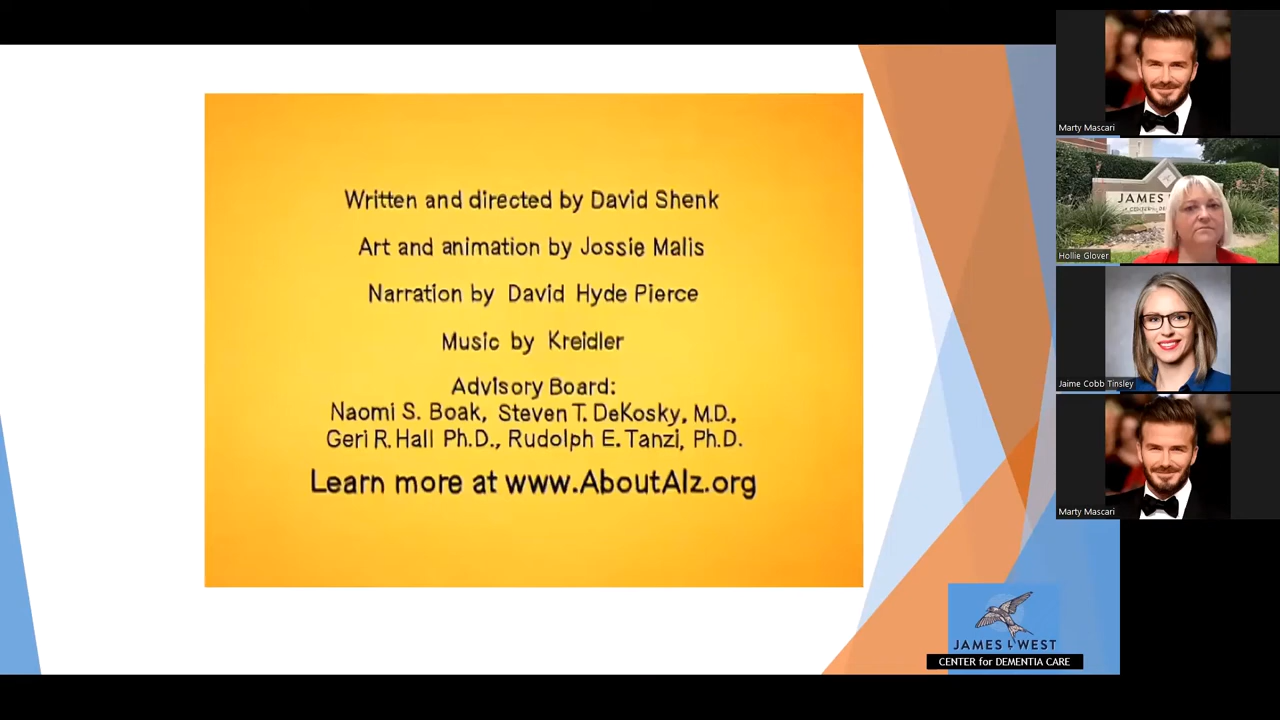 Written and directed by David Shenk
Art and animation by Jossie Malis
Narration by David Hyde Pierce
Music by Kreidler
Advisory Board:
Naomi S. Boak, Steven T. DeKosky, M.D.,
Geri R. Hall Ph.D., Rudolph E. Tanzi, Ph.D.
Learn more at www.AboutAlz.org
JAMES L WEST
CENTER for DEMENTIA CARE
Marty Mascari
JAMES L
Hollie Glover
Jaime Cobb Tinsley
Marty Mascari